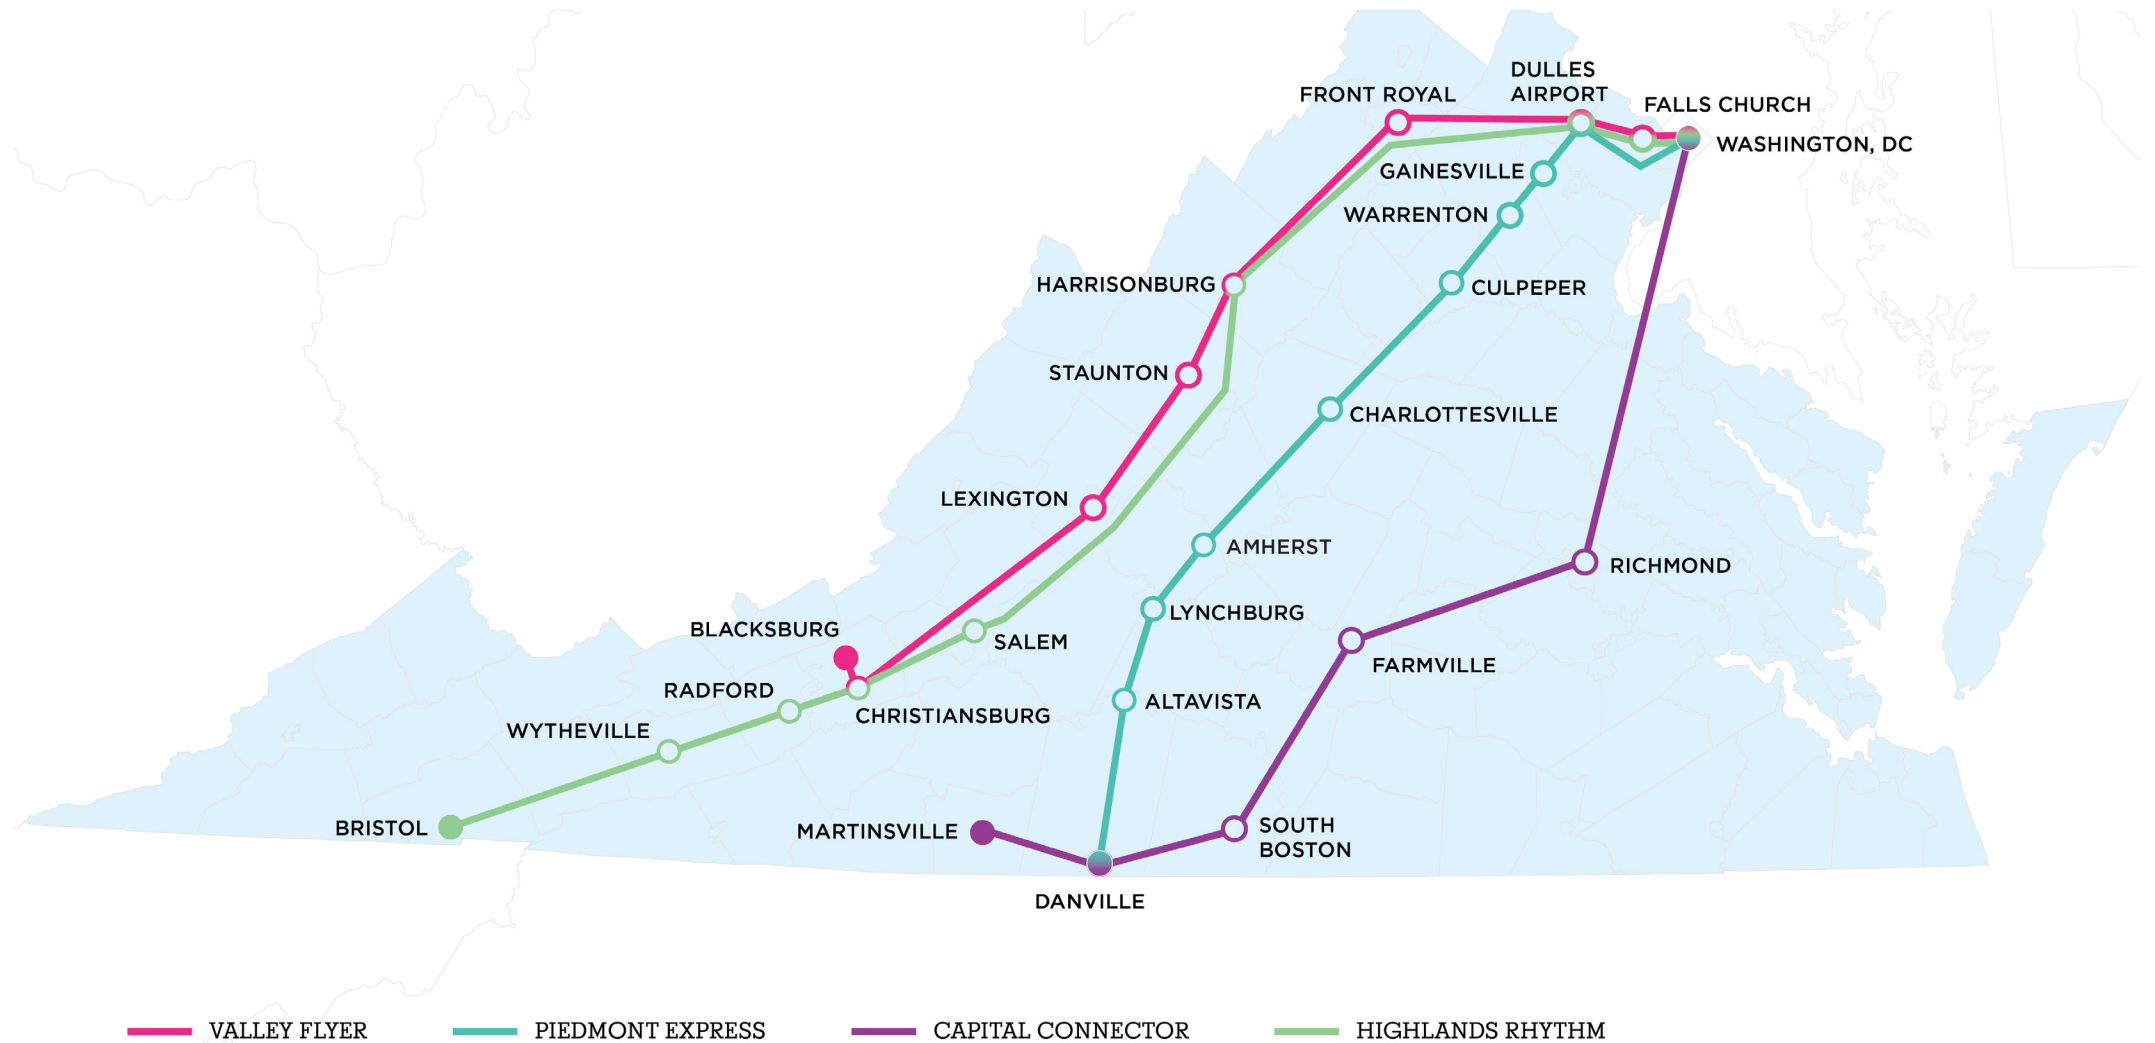 DULLES
AIRPORT
FRONT ROYAL
FALLS CHURCH
WASHINGTON, DC
GAINESVILLE
WARRENTON
HARRISONBURG
CULPEPER
STAUNTON
CHARLOTTESVILLE
LEXINGTON
AMHERST
RICHMOND
LYNCHBURG
BLACKSBURG
SALEM
FARMVILLE
RADFORD
ALTAVISTA
CHRISTIANSBURG
WYTHEVILLE
BRISTOL
MARTINSVILLE
SOUTH
BOSTON
DANVILLE
VALLEY FLYER
PIEDMONT EXPRESS
CAPITAL CONNECTOR
HIGHLANDS RHYTHM